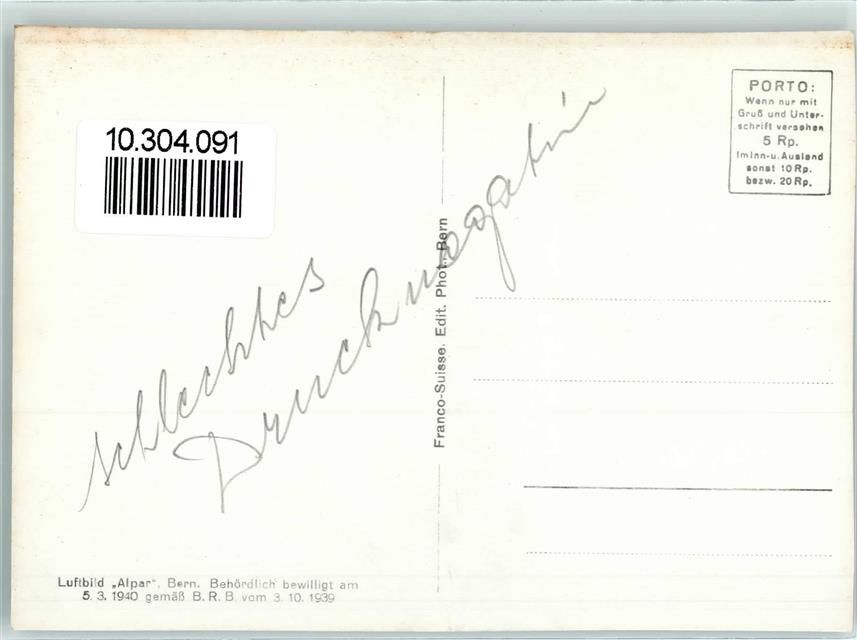 10.304.091
schlechtes
Drucknegativ
Franco-Suisse. Edit. Phot., Bern
PORTO:
Wenn nur mit
Gruß und Unter-
schrift versehen
5 Rp.
Im Inn-u. Ausland
sonst 10 Rp.
bezw. 20 Rp.
Luftbild „Alpar“, Bern. Behördlich bewilligt am
5. 3. 1940 gemäß B. R. B. vom 3. 10. 1939